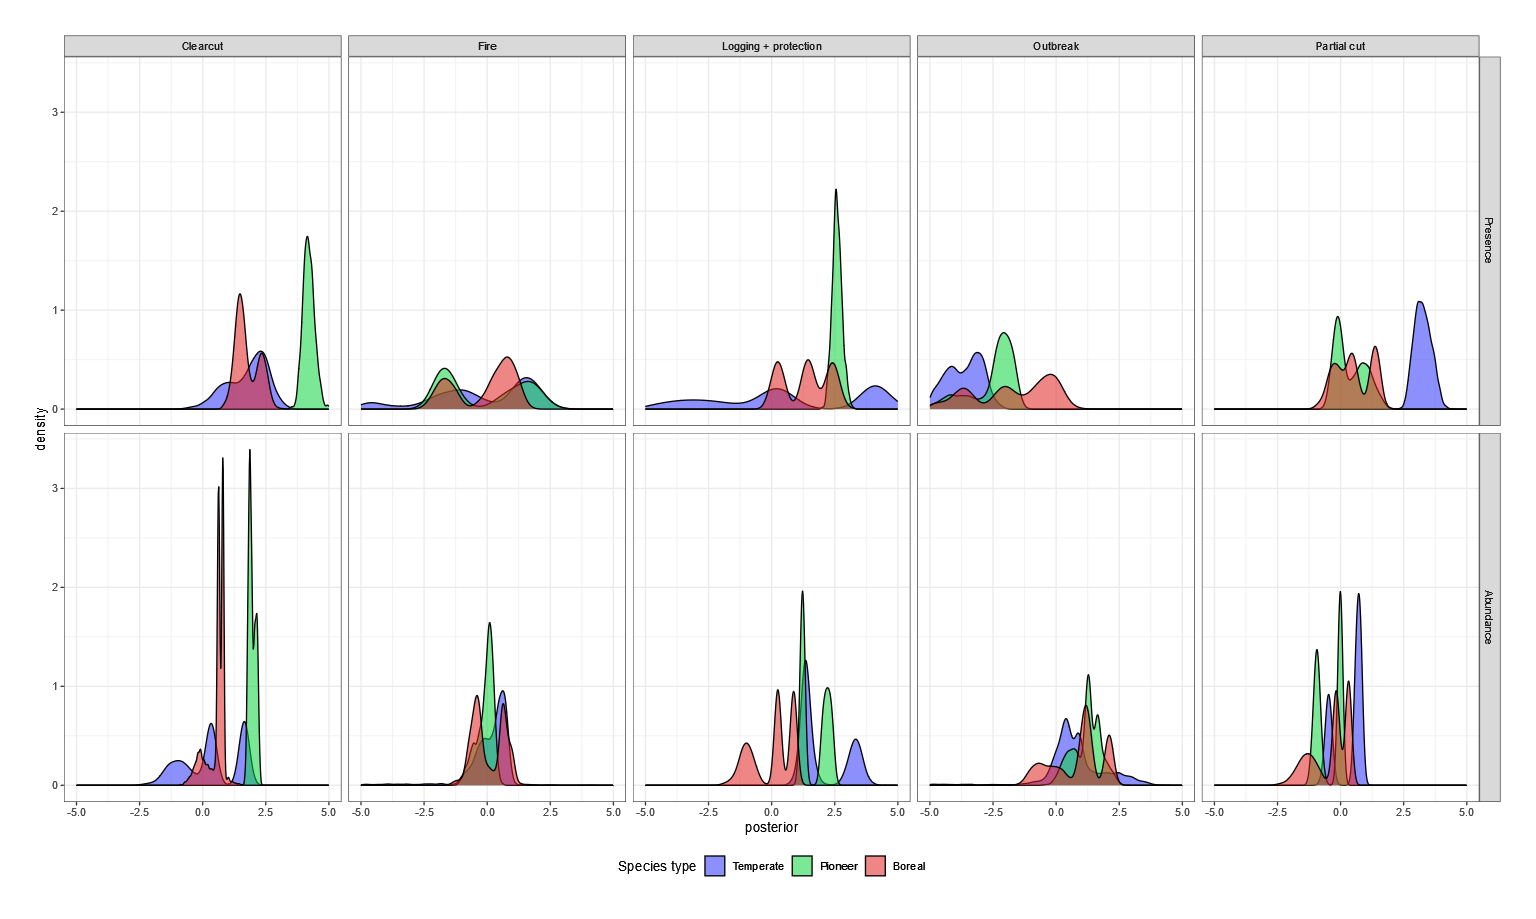 Clearcut Fire Logging + protection Outbreak Partial cut
3
2
1
0
Presence
density
3
2
1
0
Abundance
-5.0 -2.5 0.0 2.5 5.0 -5.0 -2.5 0.0 2.5 5.0 -5.0 -2.5 0.0 2.5 5.0 -5.0 -2.5 0.0 2.5 5.0 -5.0 -2.5 0.0 2.5 5.0
posterior
Species type Temperate Pioneer Boreal